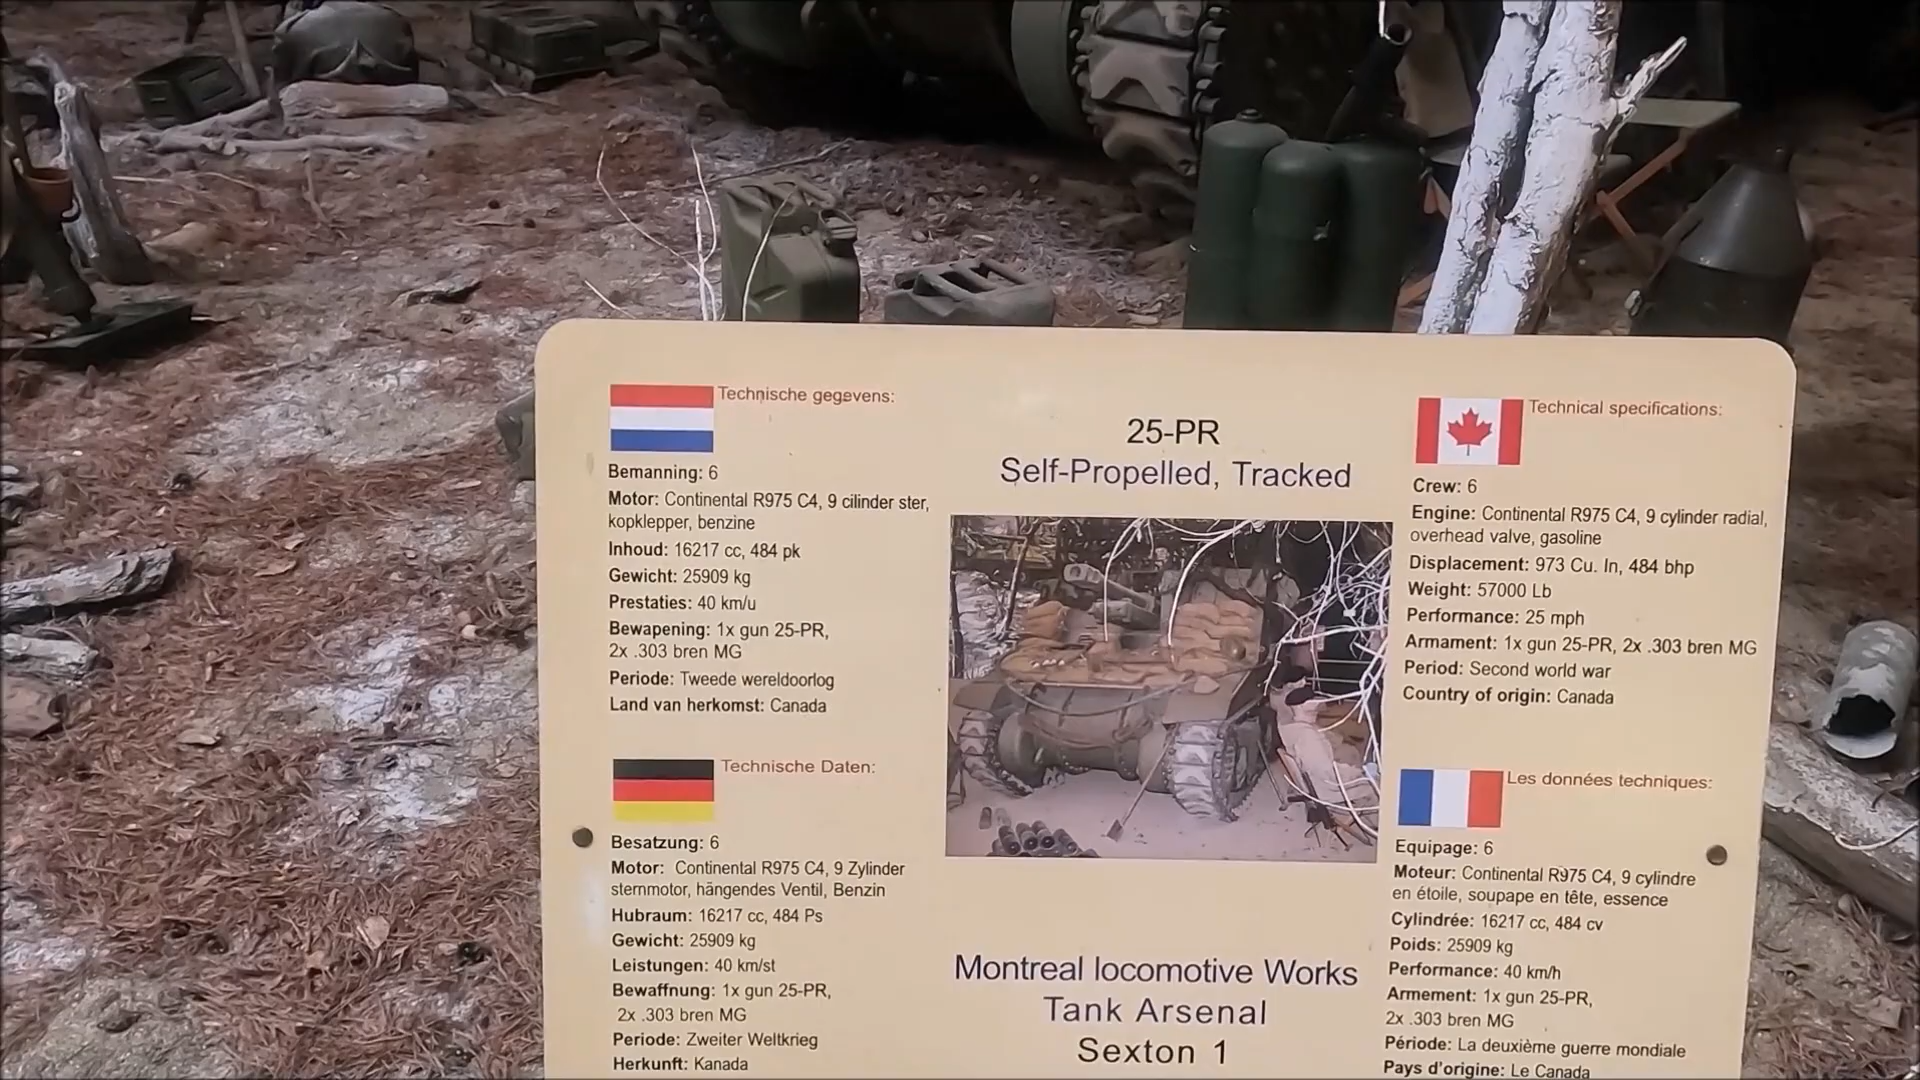 Technische gegevens:
Bemanning: 6
Motor: Continental R975 C4, 9 cilinder ster,
kopklepper, benzine
Inhoud: 16217 cc, 484 pk
Gewicht: 25909 kg
Prestaties: 40 km/u
Bewapening: 1x gun 25-PR,
2x .303 bren MG
Periode: Tweede wereldoorlog
Land van herkomst: Canada
Technische Daten:
Besatzung: 6
Motor: Continental R975 C4, 9 Zylinder
sternmotor, hängendes Ventil, Benzin
Hubraum: 16217 cc, 484 Ps
Gewicht: 25909 kg
Leistungen: 40 km/st
Bewaffnung: 1x gun 25-PR,
2x .303 bren MG
Periode: Zweiter Weltkrieg
Herkunft: Kanada
25-PR
Self-Propelled, Tracked
Montreal locomotive Works
Tank Arsenal
Sexton 1
Technical specifications:
Crew: 6
Engine: Continental R975 C4, 9 cylinder radial,
overhead valve, gasoline
Displacement: 973 Cu. In, 484 bhp
Weight: 57000 Lb
Performance: 25 mph
Armament: 1x gun 25-PR, 2x .303 bren MG
Period: Second world war
Country of origin: Canada
Les données techniques:
Equipage: 6
Moteur: Continental R975 C4, 9 cylindre
en étoile, soupape en tête, essence
Cylindrée: 16217 cc, 484 cv
Poids: 25909 kg
Performance: 40 km/h
Armement: 1x gun 25-PR,
2x .303 bren MG
Période: La deuxième guerre mondiale
Pays d'origine: Le Canada